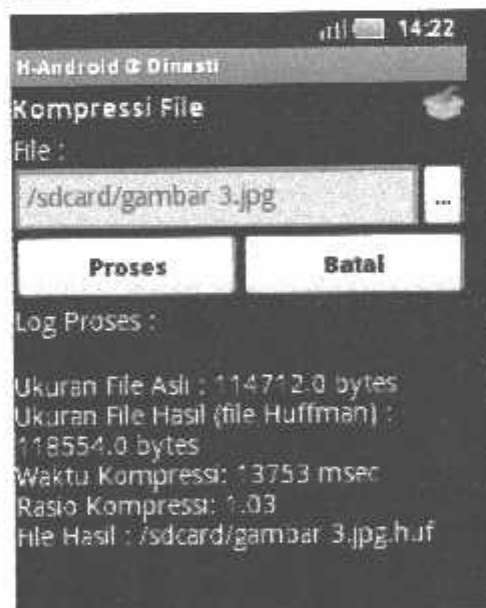 14:22
H-Android @ Dinasti
Kompressi File
File :
/sdcard/gambar 3.jpg
...
Proses
Batal
Log Proses :
Ukuran File Asli : 114712.0 bytes
Ukuran File Hasil (file Huffman) :
118554.0 bytes
Waktu Kompressi: 13753 msec
Rasio Kompressi: 1.03
File Hasil : /sdcard/gambar 3.jpg.huf